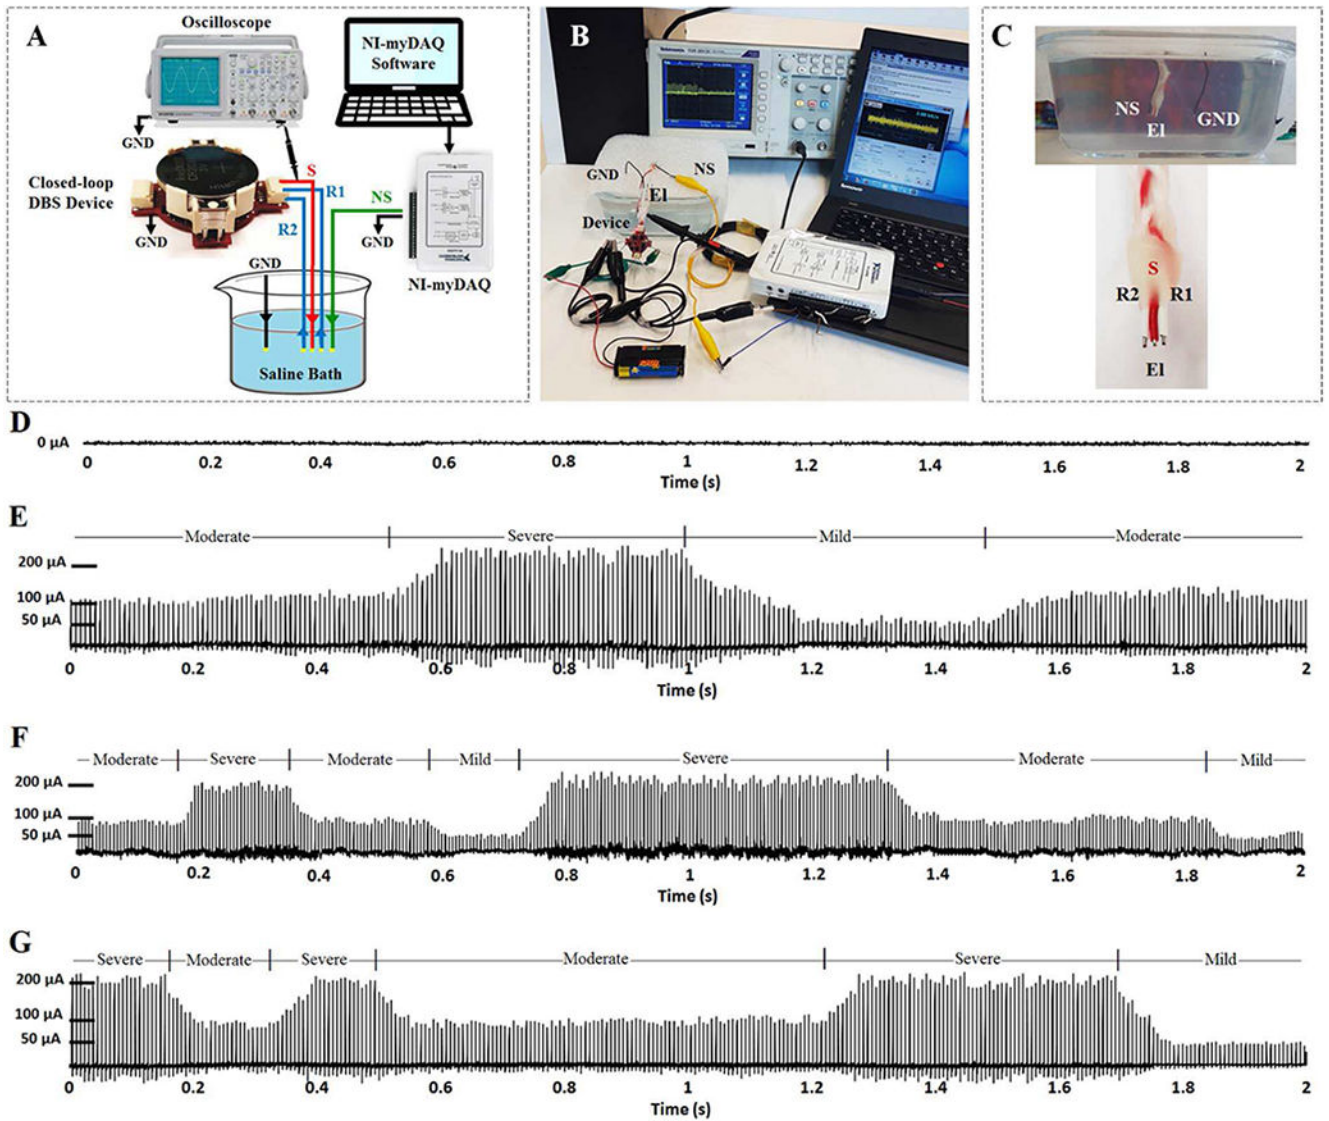 A
Oscilloscope
NI-myDAQ
Software
GND
Closed-loop
DBS Device
S
R1
NS
R2
GND
GND
GND
NI-myDAQ
Saline Bath
B
Tektronix
GND
NS
El
Device
C
NS
El
GND
S
R2
R1
El
D
0 µA
0 0.2 0.4 0.6 0.8 1 1.2 1.4 1.6 1.8 2
Time (s)
E
Moderate Severe Mild Moderate
200 µA
100 µA
50 µA
0 0.2 0.4 0.6 0.8 1 1.2 1.4 1.6 1.8 2
Time (s)
F
Moderate Severe Moderate Mild Severe Moderate Mild
200 µA
100 µA
50 µA
0 0.2 0.4 0.6 0.8 1 1.2 1.4 1.6 1.8 2
Time (s)
G
Severe Moderate Severe Moderate Severe Mild
200 µA
100 µA
50 µA
0 0.2 0.4 0.6 0.8 1 1.2 1.4 1.6 1.8 2
Time (s)